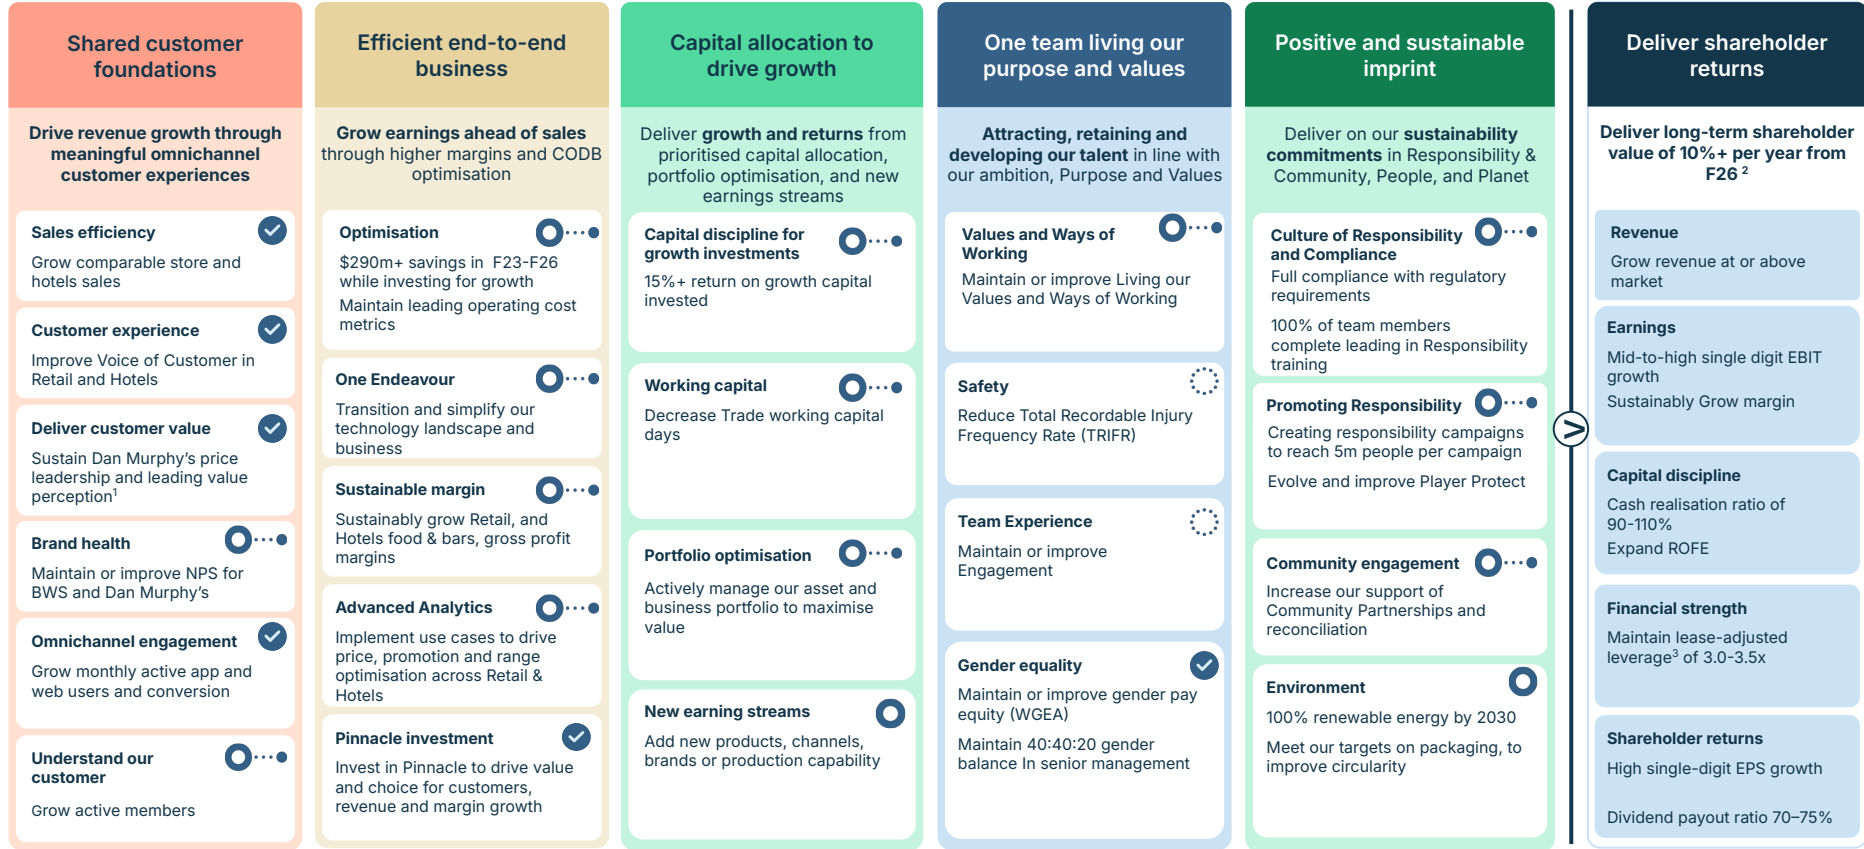 Shared customer
foundations
Drive revenue growth through
meaningful omnichannel
customer experiences
Sales efficiency
Grow comparable store and
hotels sales
Customer experience
Improve Voice of Customer in
Retail and Hotels
Deliver customer value
Sustain Dan Murphy’s price
leadership and leading value
perception¹
Brand health
Maintain or improve NPS for
BWS and Dan Murphy’s
Omnichannel engagement
Grow monthly active app and
web users and conversion
Understand our
customer
Grow active members
Efficient end-to-end
business
Grow earnings ahead of sales
through higher margins and CODB
optimisation
Optimisation
$290m+ savings in F23-F26
while investing for growth
Maintain leading operating cost
metrics
One Endeavour
Transition and simplify our
technology landscape and
business
Sustainable margin
Sustainably grow Retail, and
Hotels food & bars, gross profit
margins
Advanced Analytics
Implement use cases to drive
price, promotion and range
optimisation across Retail &
Hotels
Pinnacle investment
Invest in Pinnacle to drive value
and choice for customers,
revenue and margin growth
Capital allocation to
drive growth
Deliver growth and returns from
prioritised capital allocation,
portfolio optimisation, and new
earnings streams
Capital discipline for
growth investments
15%+ return on growth capital
invested
Working capital
Decrease Trade working capital
days
Portfolio optimisation
Actively manage our asset and
business portfolio to maximise
value
New earning streams
Add new products, channels,
brands or production capability
One team living our
purpose and values
Attracting, retaining and
developing our talent in line with
our ambition, Purpose and Values
Values and Ways of
Working
Maintain or improve Living our
Values and Ways of Working
Safety
Reduce Total Recordable Injury
Frequency Rate (TRIFR)
Team Experience
Maintain or improve
Engagement
Gender equality
Maintain or improve gender pay
equity (WGEA)
Maintain 40:40:20 gender
balance In senior management
Positive and sustainable
imprint
Deliver on our sustainability
commitments in Responsibility &
Community, People, and Planet
Culture of Responsibility
and Compliance
Full compliance with regulatory
requirements
100% of team members
complete leading in Responsibility
training
Promoting Responsibility
Creating responsibility campaigns
to reach 5m people per campaign
Evolve and improve Player Protect
Community engagement
Increase our support of
Community Partnerships and
reconciliation
Environment
100% renewable energy by 2030
Meet our targets on packaging, to
improve circularity
>
Deliver shareholder
returns
Deliver long-term shareholder
value of 10%+ per year from
F26 ²
Revenue
Grow revenue at or above
market
Earnings
Mid-to-high single digit EBIT
growth
Sustainably Grow margin
Capital discipline
Cash realisation ratio of
90-110%
Expand ROFE
Financial strength
Maintain lease-adjusted
leverage³ of 3.0-3.5x
Shareholder returns
High single-digit EPS growth
Dividend payout ratio 70–75%